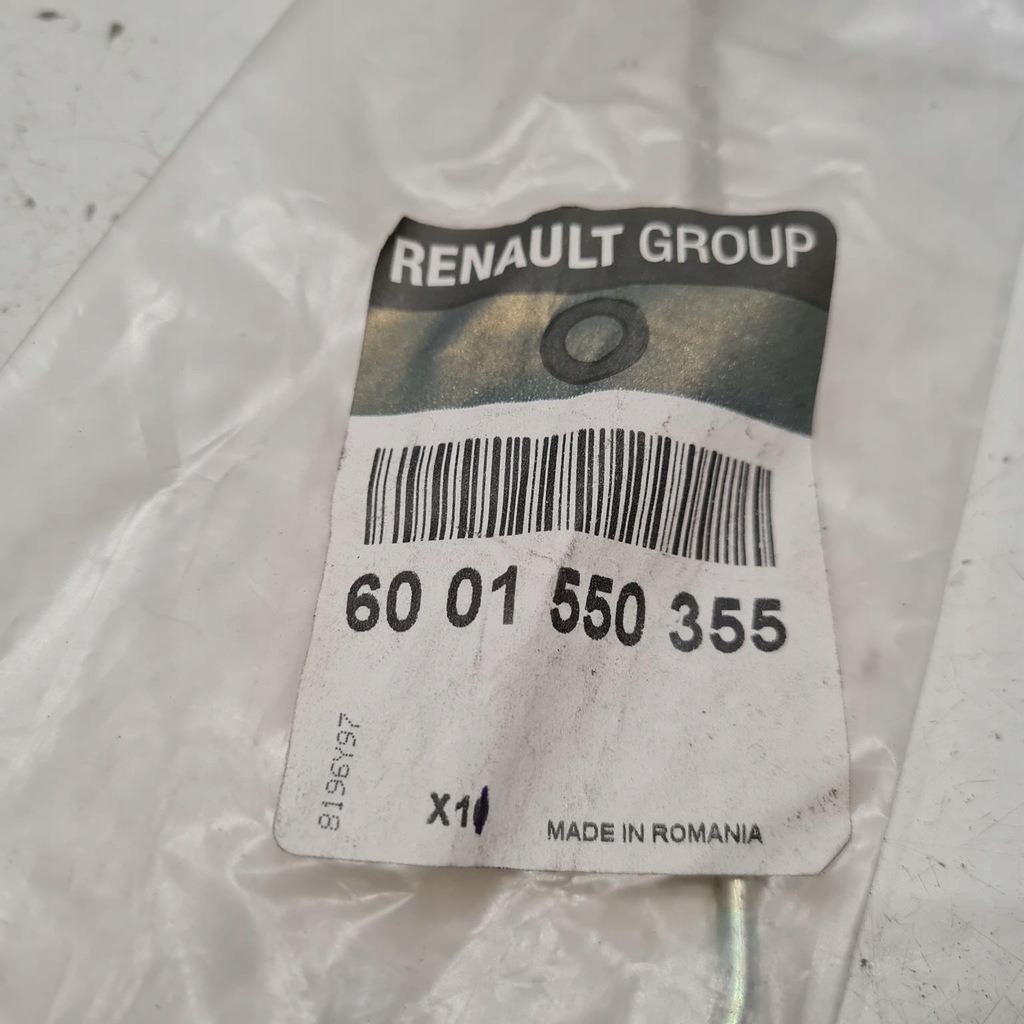 RENAULT GROUP
60 01 550 355
8196Y97
X1
MADE IN ROMANIA